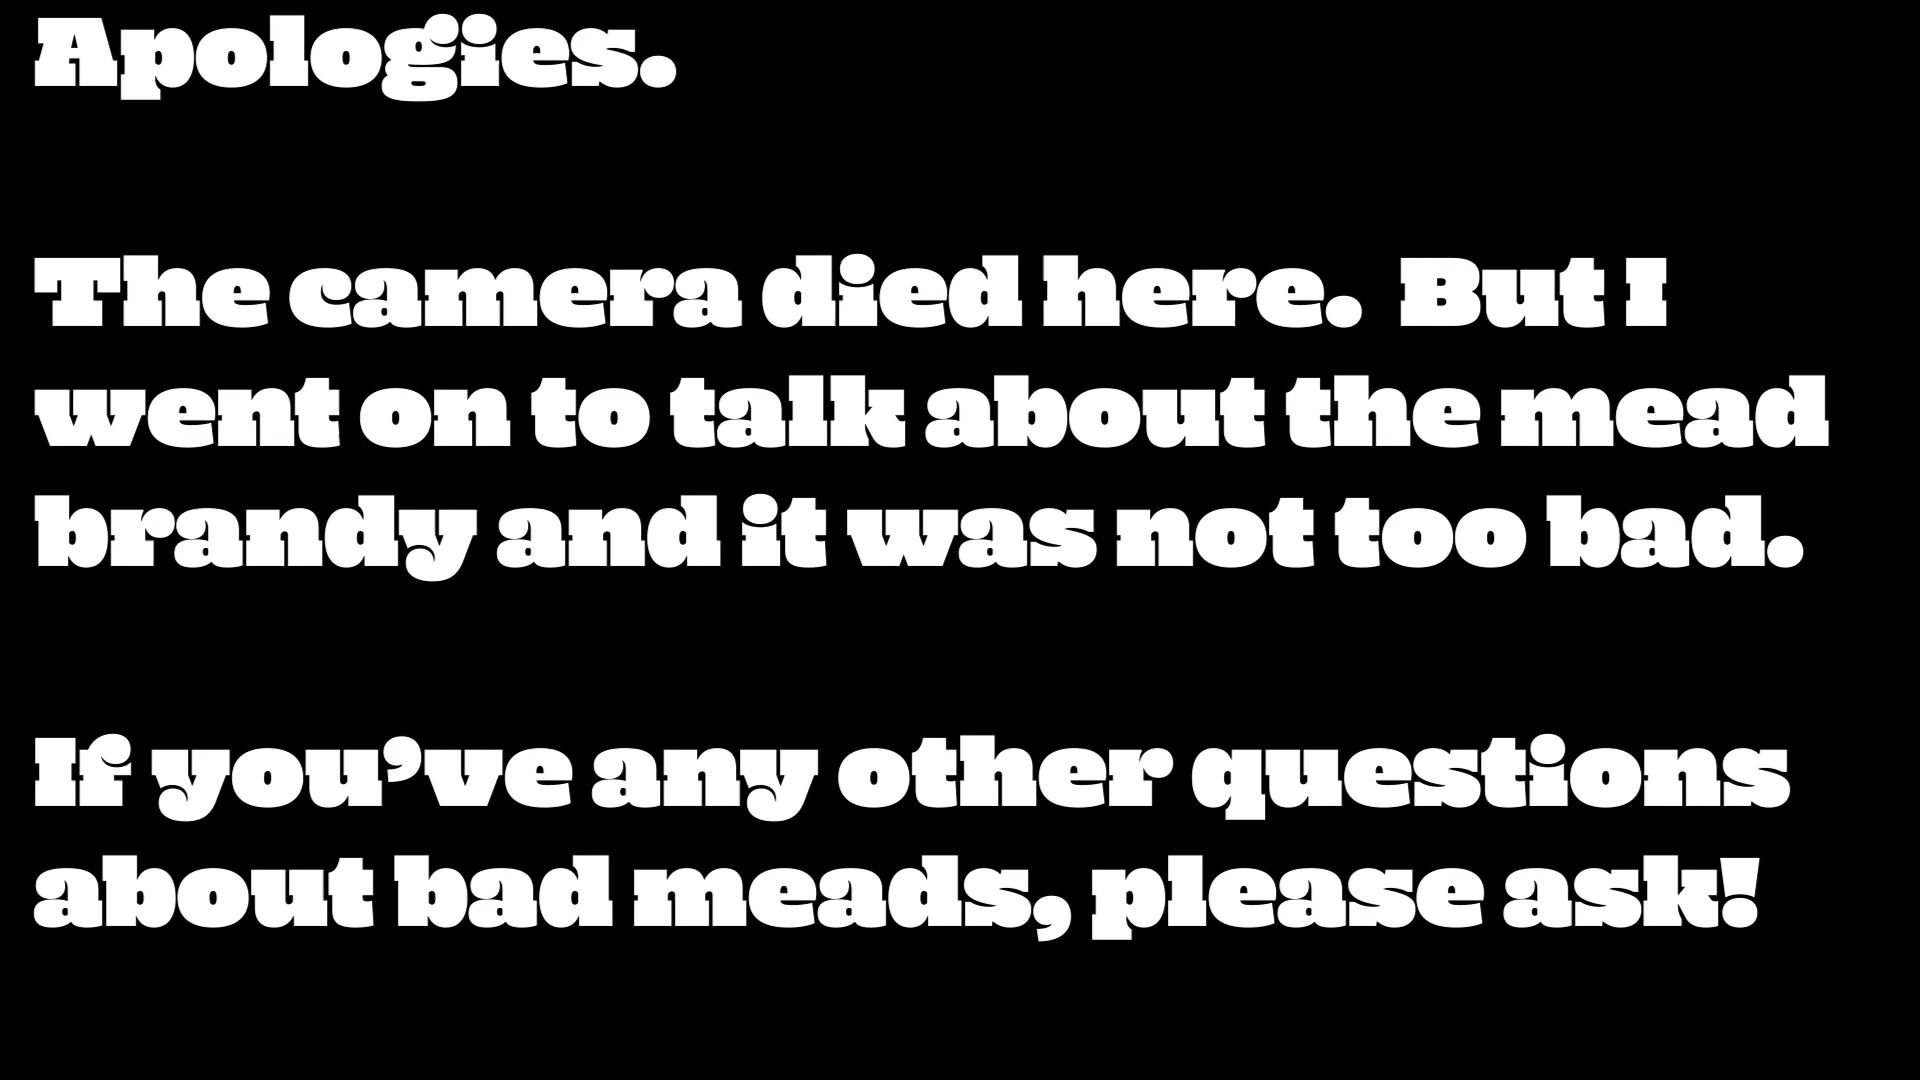 Apologies.
The camera died here.  But I
went on to talk about the mead
brandy and it was not too bad.
If you’ve any other questions
about bad meads, please ask!